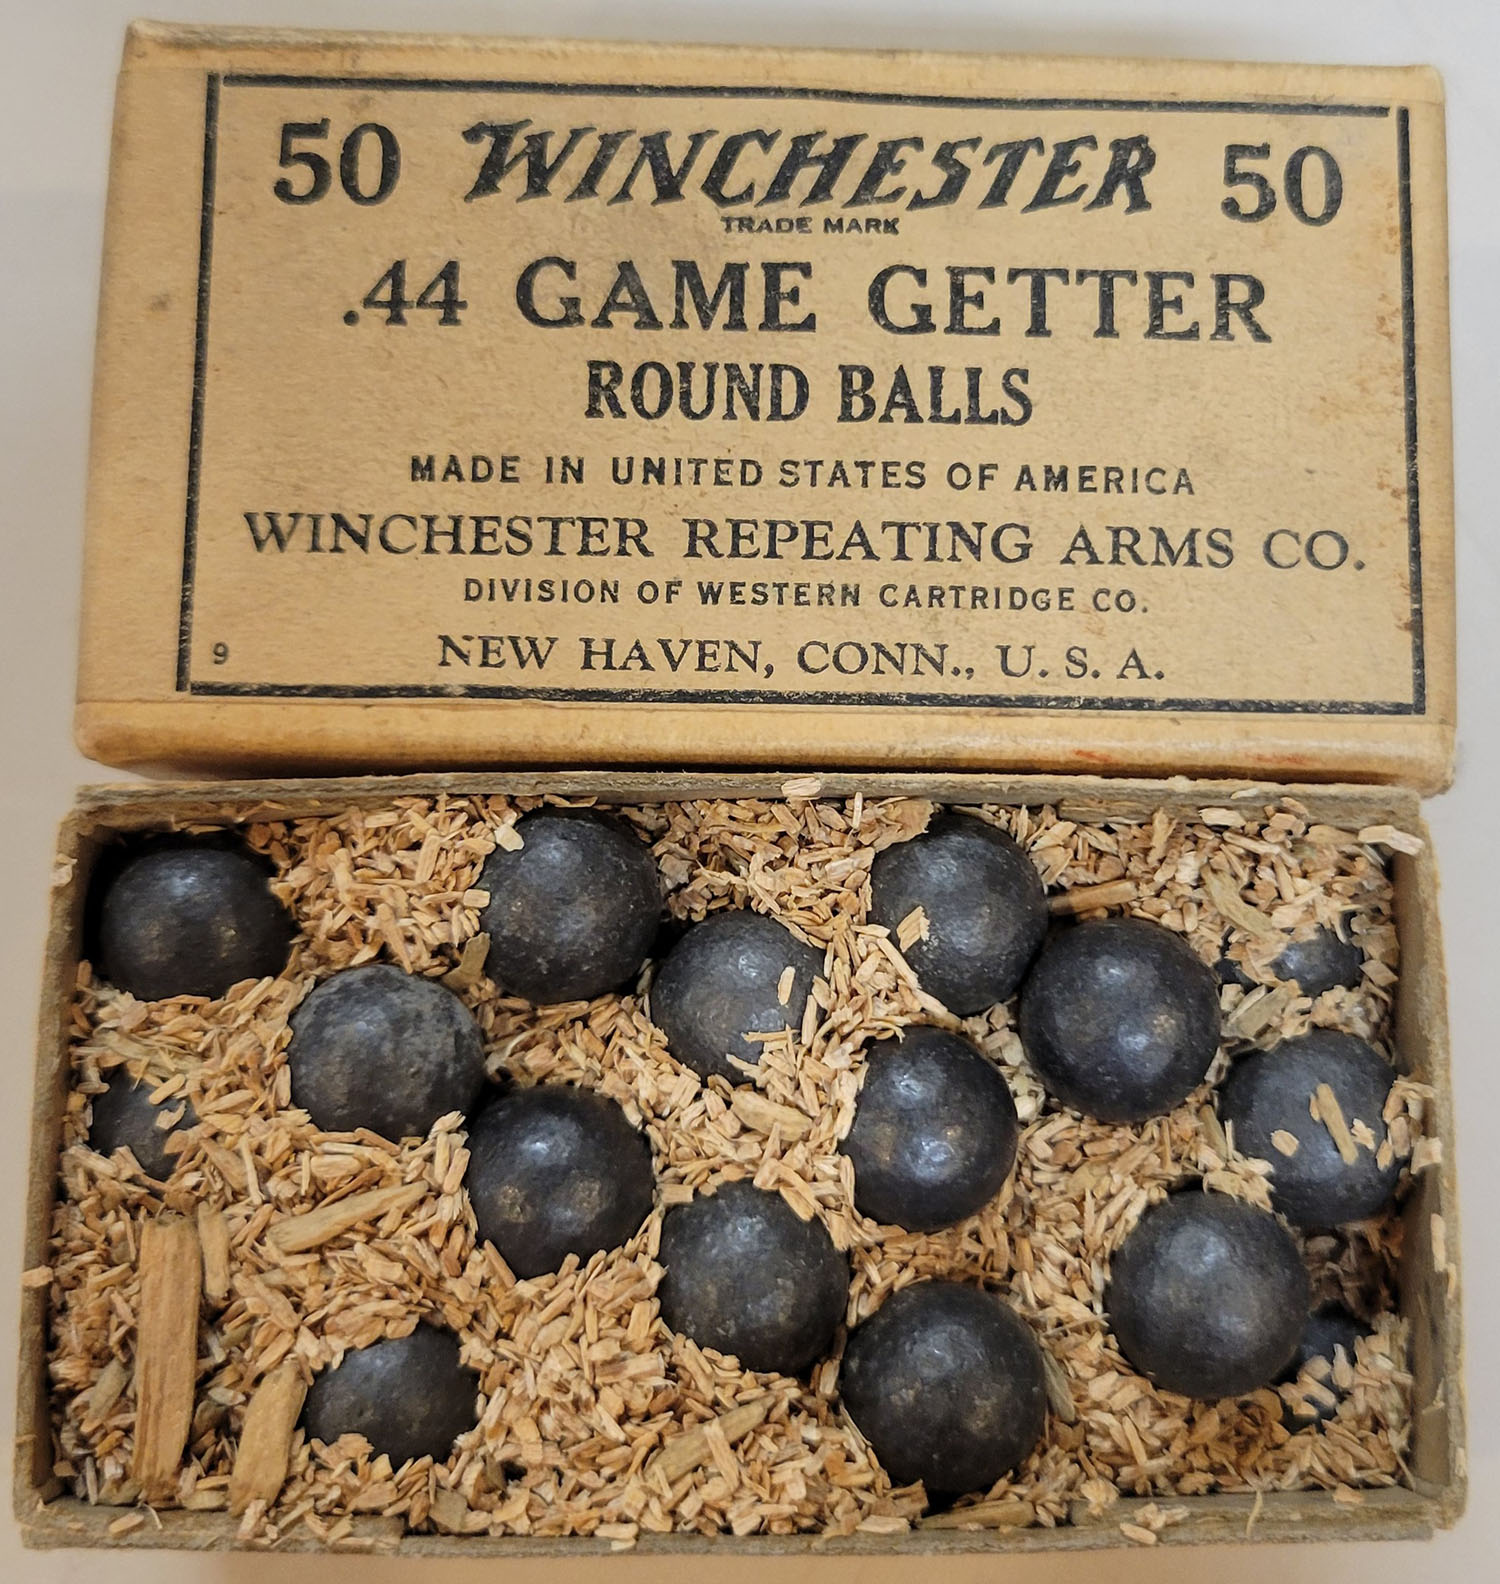 50 WINCHESTER 50
TRADE MARK
.44 GAME GETTER
ROUND BALLS
MADE IN UNITED STATES OF AMERICA
WINCHESTER REPEATING ARMS CO.
DIVISION OF WESTERN CARTRIDGE CO.
9 NEW HAVEN, CONN., U. S. A.